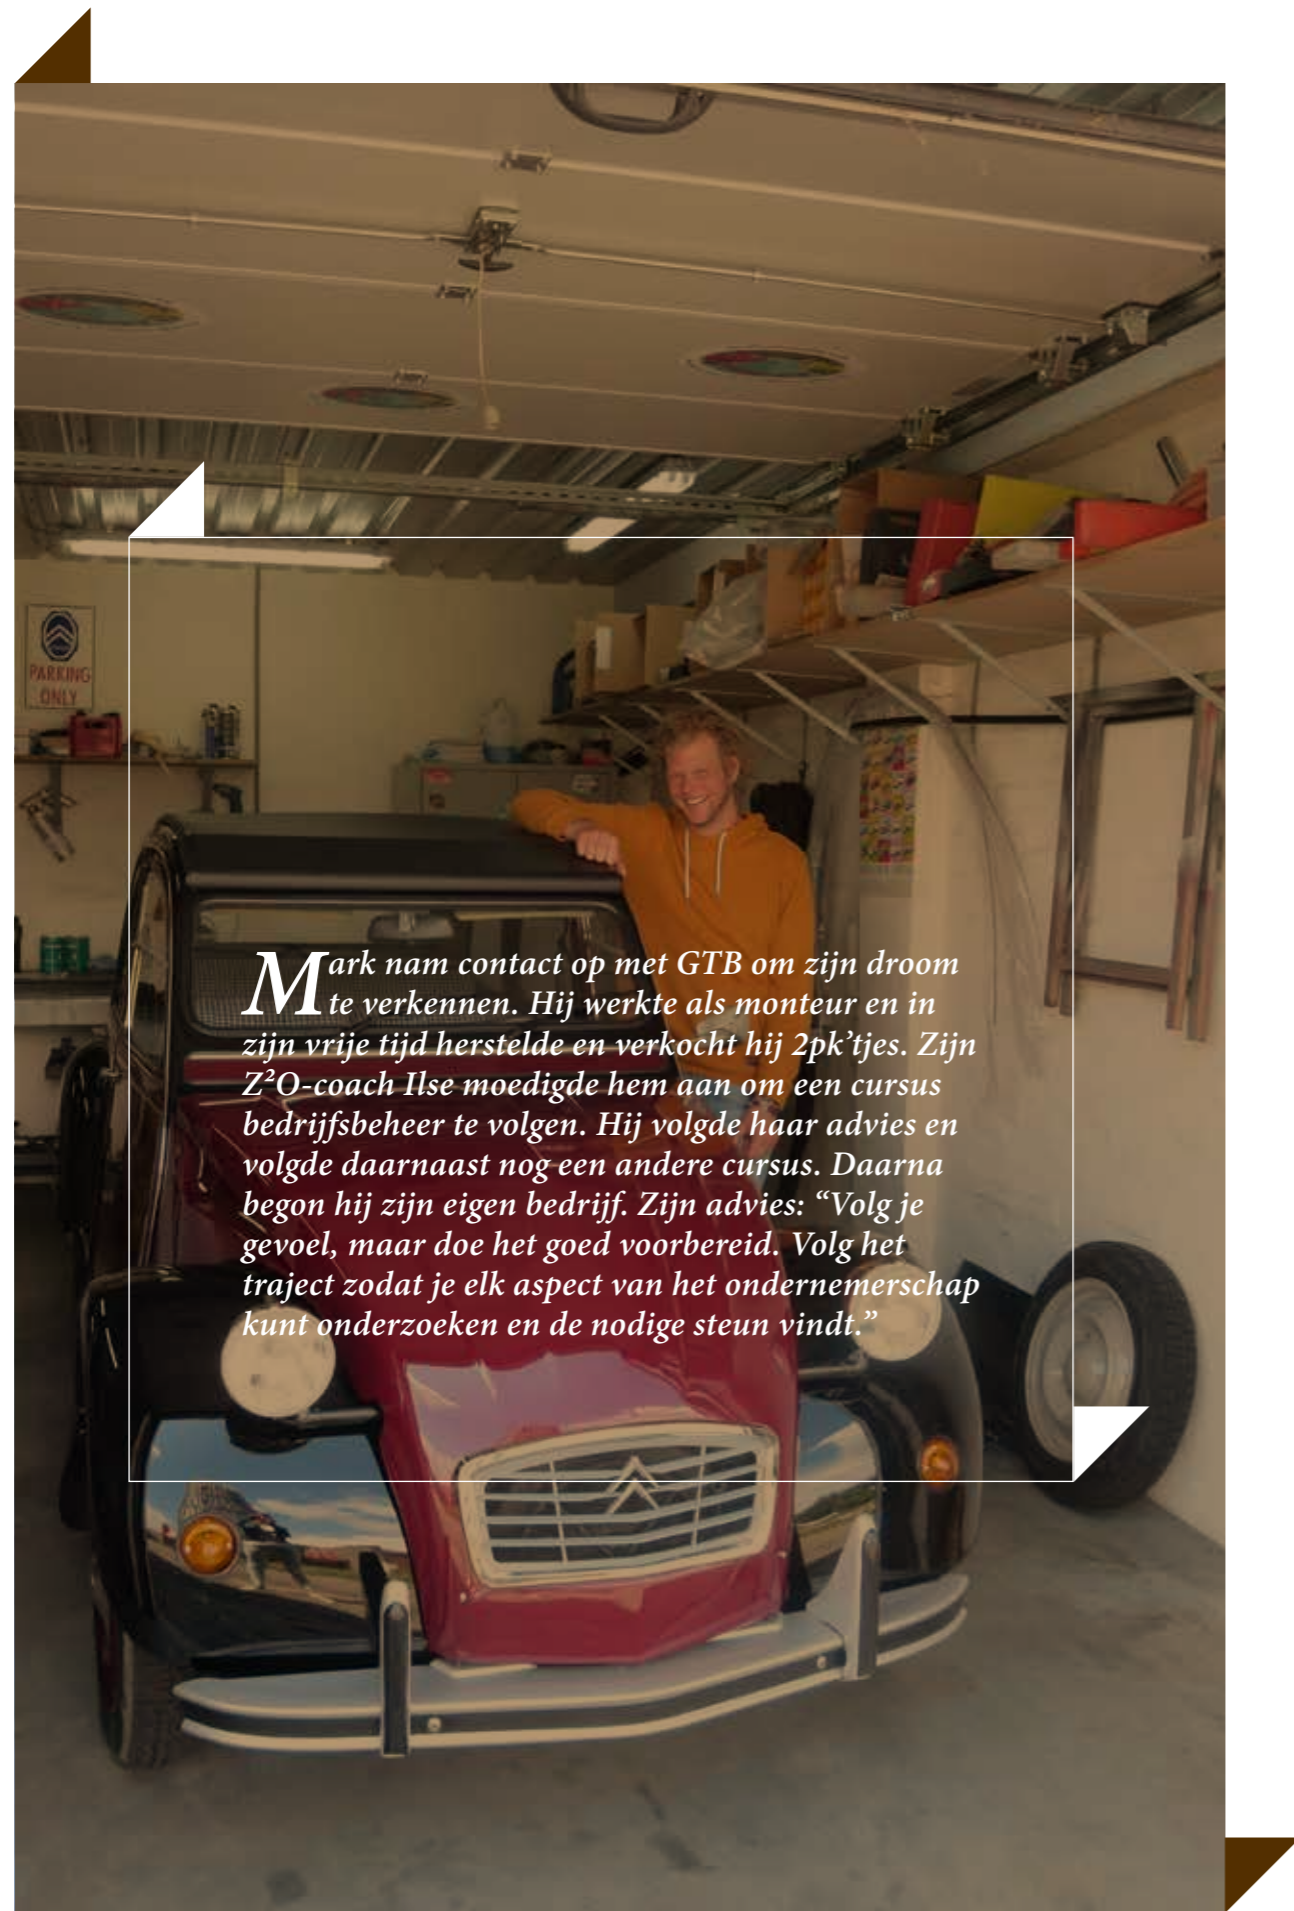 PARKING
ONLY
Mark nam contact op met GTB om zijn droom
te verkennen. Hij werkte als monteur en in
zijn vrije tijd herstelde en verkocht hij 2pk’tjes. Zijn
Z²O-coach Ilse moedigde hem aan om een cursus
bedrijfsbeheer te volgen. Hij volgde haar advies en
volgde daarnaast nog een andere cursus. Daarna
begon hij zijn eigen bedrijf. Zijn advies: “Volg je
gevoel, maar doe het goed voorbereid. Volg het
traject zodat je elk aspect van het ondernemerschap
kunt onderzoeken en de nodige steun vindt.”